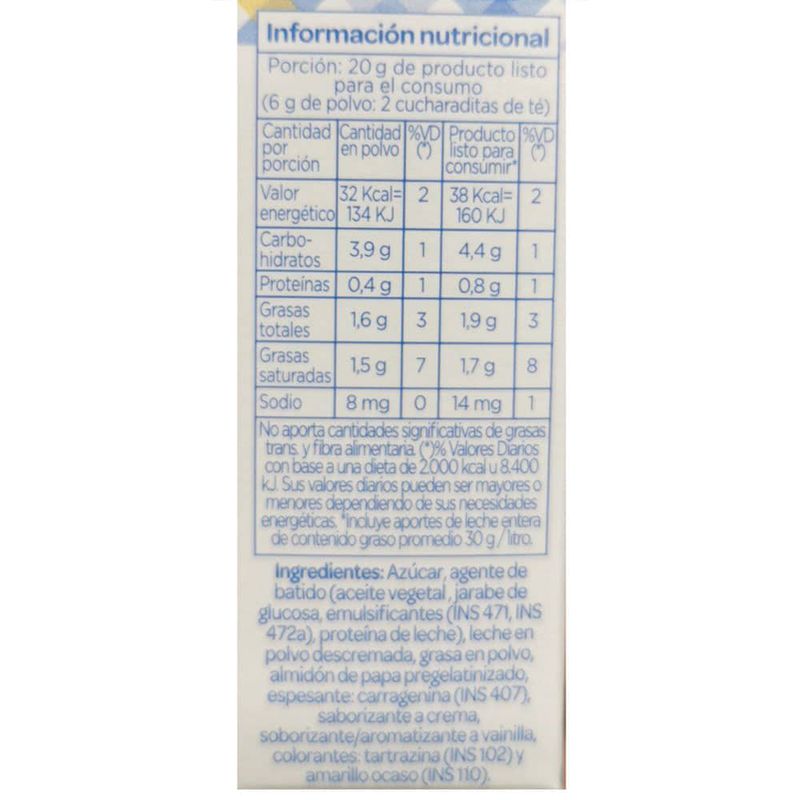 Información nutricional
Porción: 20 g de producto listo
para el consumo
(6 g de polvo: 2 cucharaditas de té)
Cantidad por porción | Cantidad en polvo | %VD (*) | Producto listo para consumir* | %VD (*)
Valor energético | 32 Kcal= 134 KJ | 2 | 38 Kcal= 160 KJ | 2
Carbo-hidratos | 3,9 g | 1 | 4,4 g | 1
Proteínas | 0,4 g | 1 | 0,8 g | 1
Grasas totales | 1,6 g | 3 | 1,9 g | 3
Grasas saturadas | 1,5 g | 7 | 1,7 g | 8
Sodio | 8 mg | 0 | 14 mg | 1
No aporta cantidades significativas de grasas
trans. y fibra alimentaria. (*)% Valores Diarios
con base a una dieta de 2.000 kcal u 8.400
kJ. Sus valores diarios pueden ser mayores o
menores dependiendo de sus necesidades
energéticas. *Incluye aportes de leche entera
de contenido graso promedio 30 g / litro.
Ingredientes: Azúcar, agente de
batido (aceite vegetal, jarabe de
glucosa, emulsificantes (INS 471, INS
472a), proteína de leche), leche en
polvo descremada, grasa en polvo,
almidón de papa pregelatinizado,
espesante: carragenina (INS 407),
saborizante a crema,
soborizante/aromatizante a vainilla,
colorantes: tartrazina (INS 102) y
amarillo ocaso (INS 110).